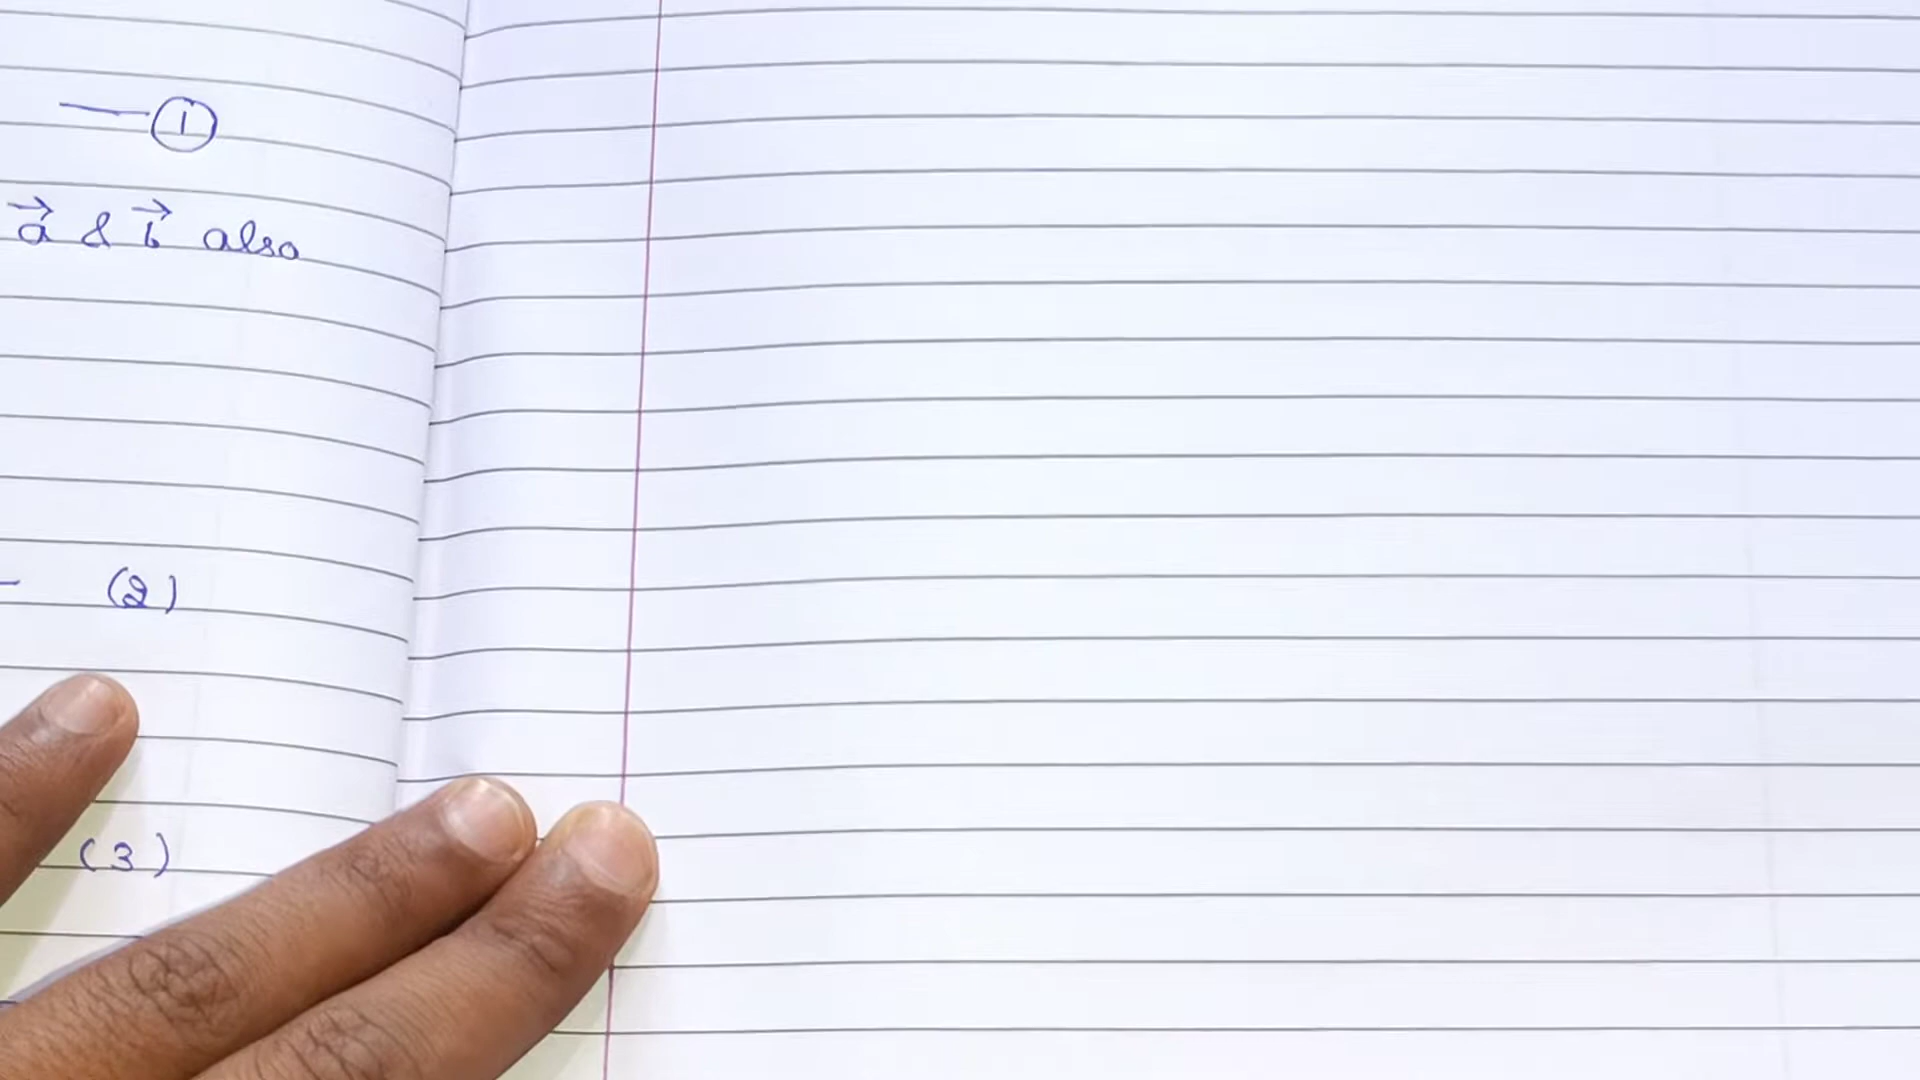 — ①
→a & →b also
- (2)
(3)